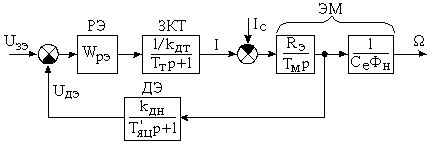 ЭМ
РЭ ЗКТ Iс Rэ 1
Uзэ Wрэ 1/kдт I Ω
Tтp+1 Tмp CеФн
Uдэ ДЭ
kдн
T'яцp+1